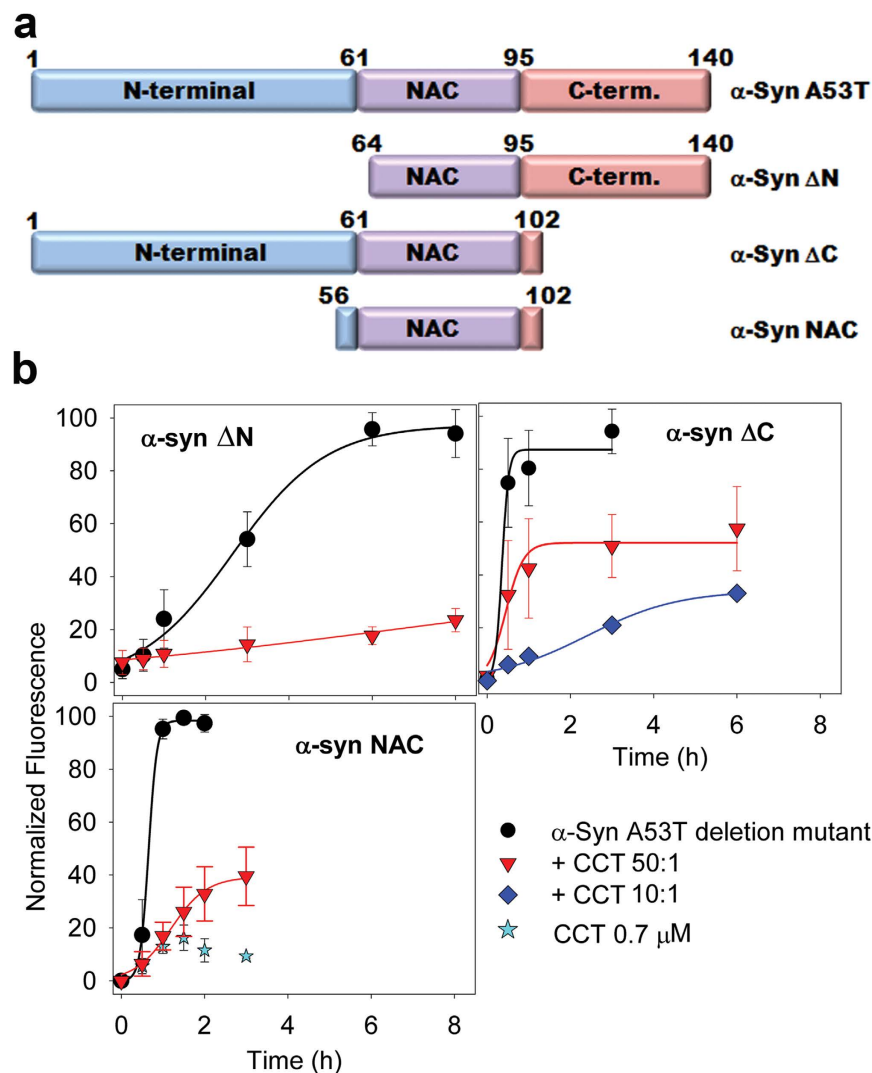 a
1 61 95 140
N-terminal NAC C-term. α-Syn A53T
64 95 140
NAC C-term. α-Syn ΔN
1 61 102
N-terminal NAC α-Syn ΔC
56 102
NAC α-Syn NAC
b
α-syn ΔN
α-syn ΔC
100
80
60
40
20
0
0 2 4 6 8
Time (h)
α-syn NAC
100
80
60
40
20
0
0 2 4 6 8
Time (h)
Normalized Fluorescence
α-Syn A53T deletion mutant
+ CCT 50:1
+ CCT 10:1
CCT 0.7 μM